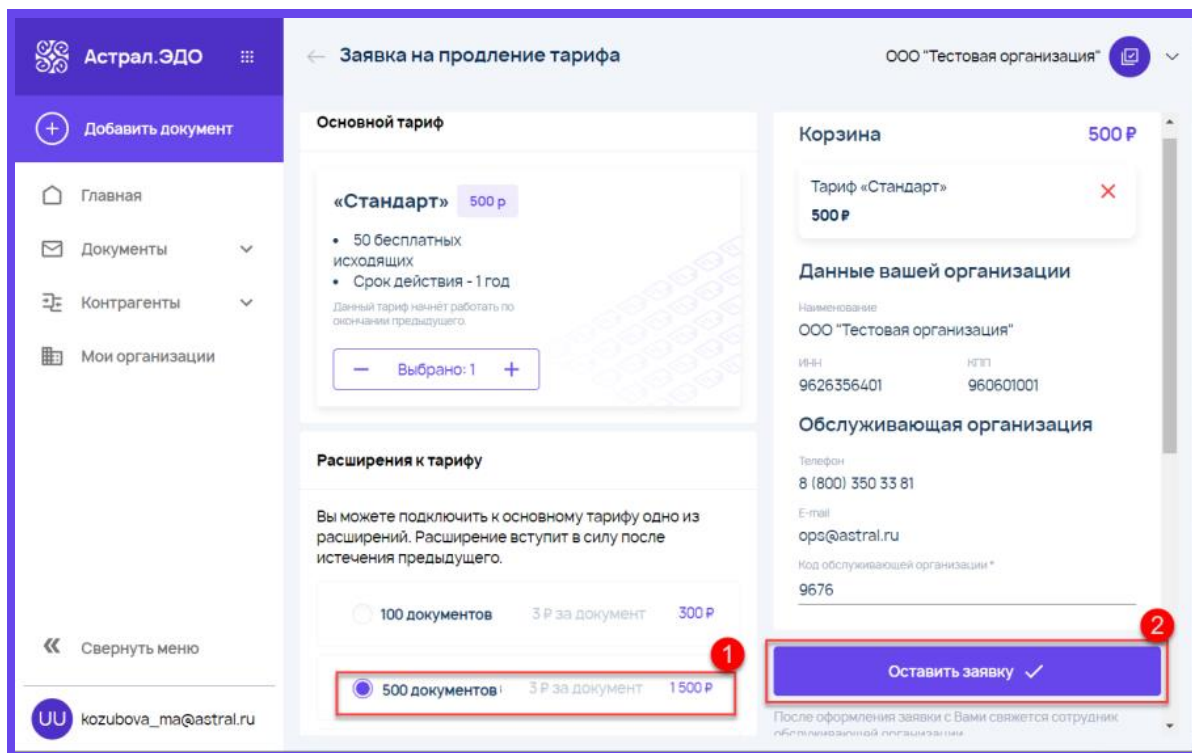 Астрал.ЭДО
Добавить документ
Главная
Документы
Контрагенты
Мои организации
Свернуть меню
UU kozubova_ma@astral.ru
← Заявка на продление тарифа
ООО "Тестовая организация"
Основной тариф
«Стандарт» 500 р
• 50 бесплатных
исходящих
• Срок действия - 1 год
Данный тариф начнёт работать по
окончании предыдущего.
— Выбрано: 1 +
Расширения к тарифу
Вы можете подключить к основному тарифу одно из
расширений. Расширение вступит в силу после
истечения предыдущего.
100 документов 3 ₽ за документ 300 ₽
1
500 документов 3 ₽ за документ 1 500 ₽
Корзина 500 ₽
Тариф «Стандарт»
500 ₽
Данные вашей организации
Наименование
ООО "Тестовая организация"
ИНН КПП
9626356401 960601001
Обслуживающая организация
Телефон
8 (800) 350 33 81
E-mail
ops@astral.ru
Код обслуживающей организации *
9676
2
Оставить заявку ✓
После оформления заявки с Вами свяжется сотрудник
обслуживающей организации